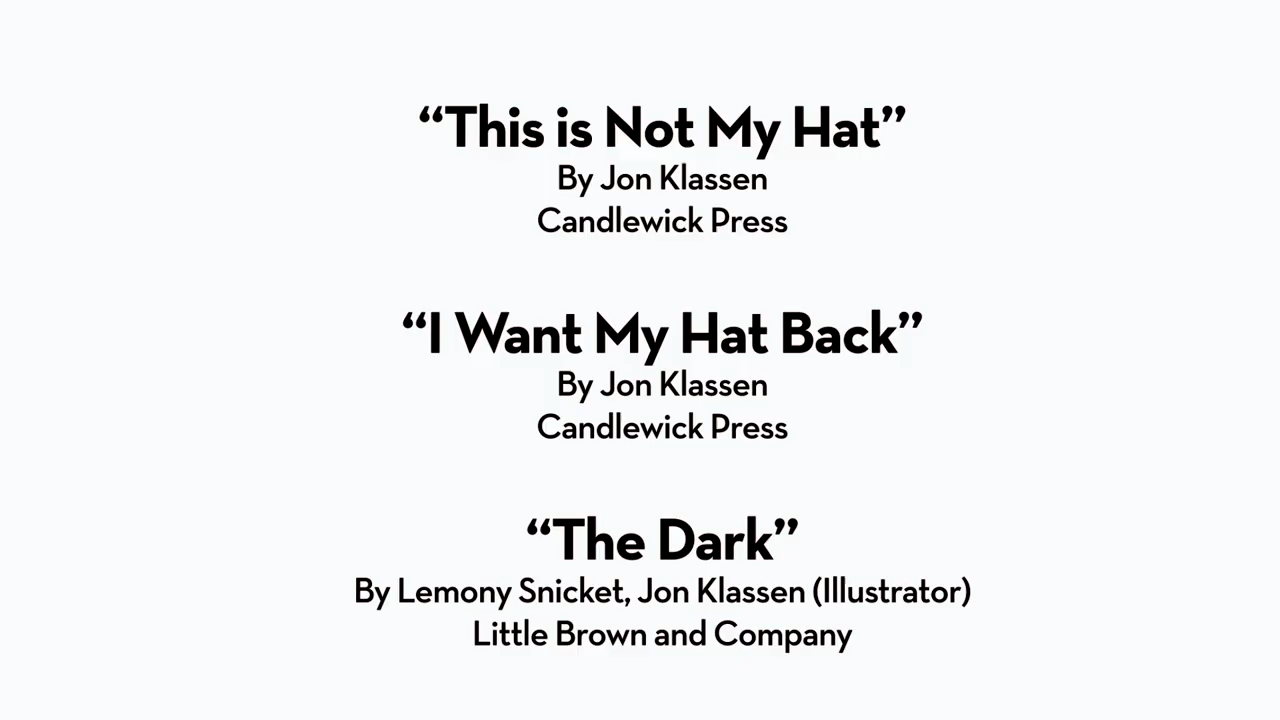 “This is Not My Hat”
By Jon Klassen
Candlewick Press
“I Want My Hat Back”
By Jon Klassen
Candlewick Press
“The Dark”
By Lemony Snicket, Jon Klassen (Illustrator)
Little Brown and Company